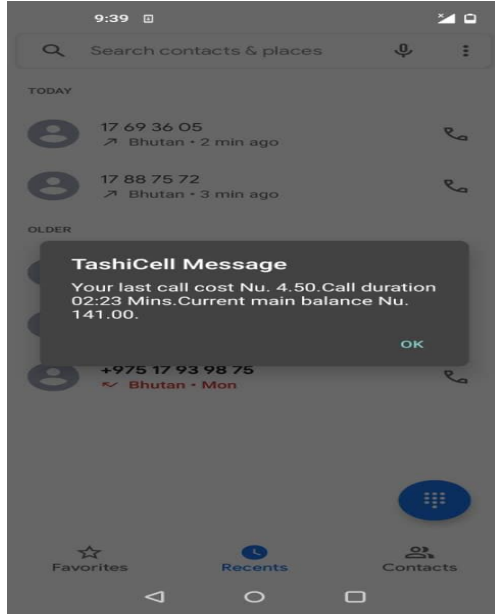 9:39
Search contacts & places
TODAY
17 69 36 05
Bhutan • 2 min ago
17 88 75 72
Bhutan • 3 min ago
OLDER
TashiCell Message
Your last call cost Nu. 4.50.Call duration
02:23 Mins.Current main balance Nu.
141.00.
OK
+975 17 93 98 75
Bhutan • Mon
Favorites
Recents
Contacts